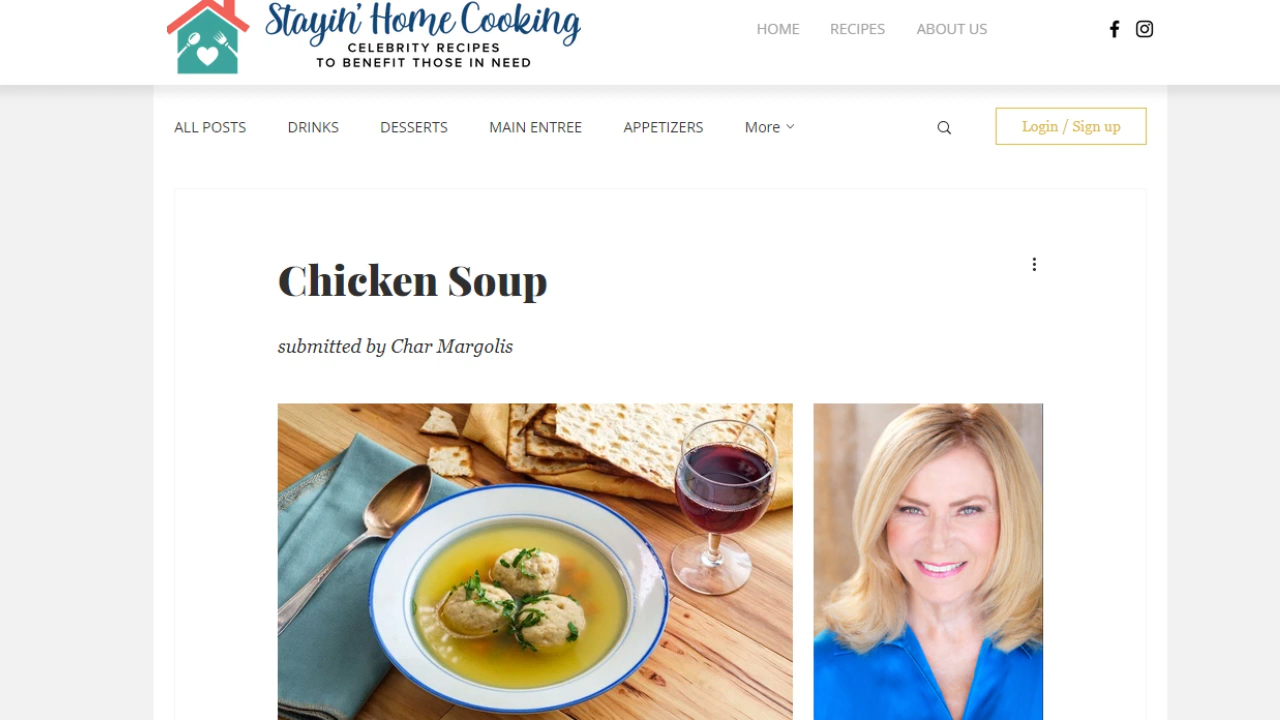 Stayin' Home Cooking
CELEBRITY RECIPES
TO BENEFIT THOSE IN NEED
HOME RECIPES ABOUT US
ALL POSTS DRINKS DESSERTS MAIN ENTREE APPETIZERS More Login / Sign up
Chicken Soup
submitted by Char Margolis